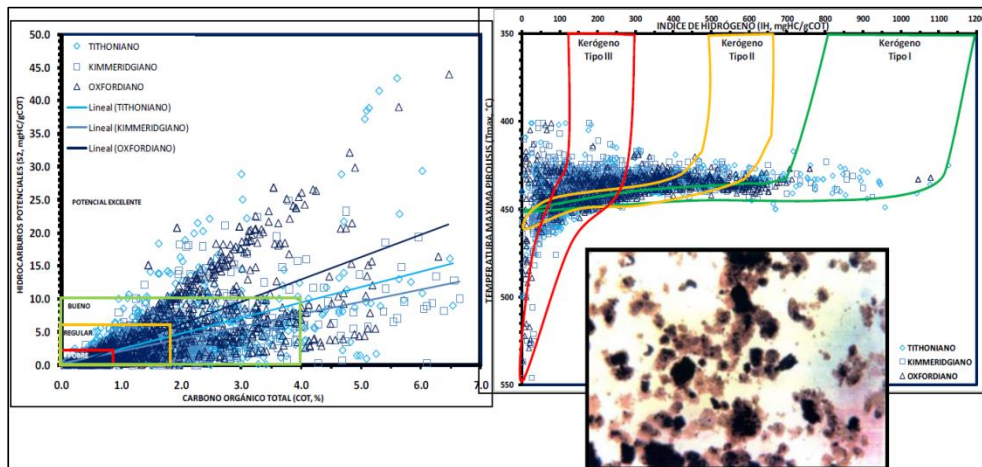 50.0
45.0
40.0
35.0
30.0
25.0
20.0
15.0
10.0
5.0
0.0
HIDROCARBUROS POTENCIALES (S2, mgHC/gCOT)
TITHONIANO
KIMMERIDGIANO
OXFORDIANO
Lineal (TITHONIANO)
Lineal (KIMMERIDGIANO)
Lineal (OXFORDIANO)
POTENCIAL EXCELENTE
BUENO
REGULAR
POBRE
0.0 1.0 2.0 3.0 4.0 5.0 6.0 7.0
CARBONO ORGÁNICO TOTAL (COT, %)
INDICE DE HIDRÓGENO (IH, mgHC/gCOT)
0 100 200 300 400 500 600 700 800 900 1000 1100 1200
350
400
450
500
550
TEMPERATURA MAXIMA PIROLISIS (Tmax, °C)
Kerógeno
Tipo III
Kerógeno
Tipo II
Kerógeno
Tipo I
TITHONIANO
KIMMERIDGIANO
OXFORDIANO